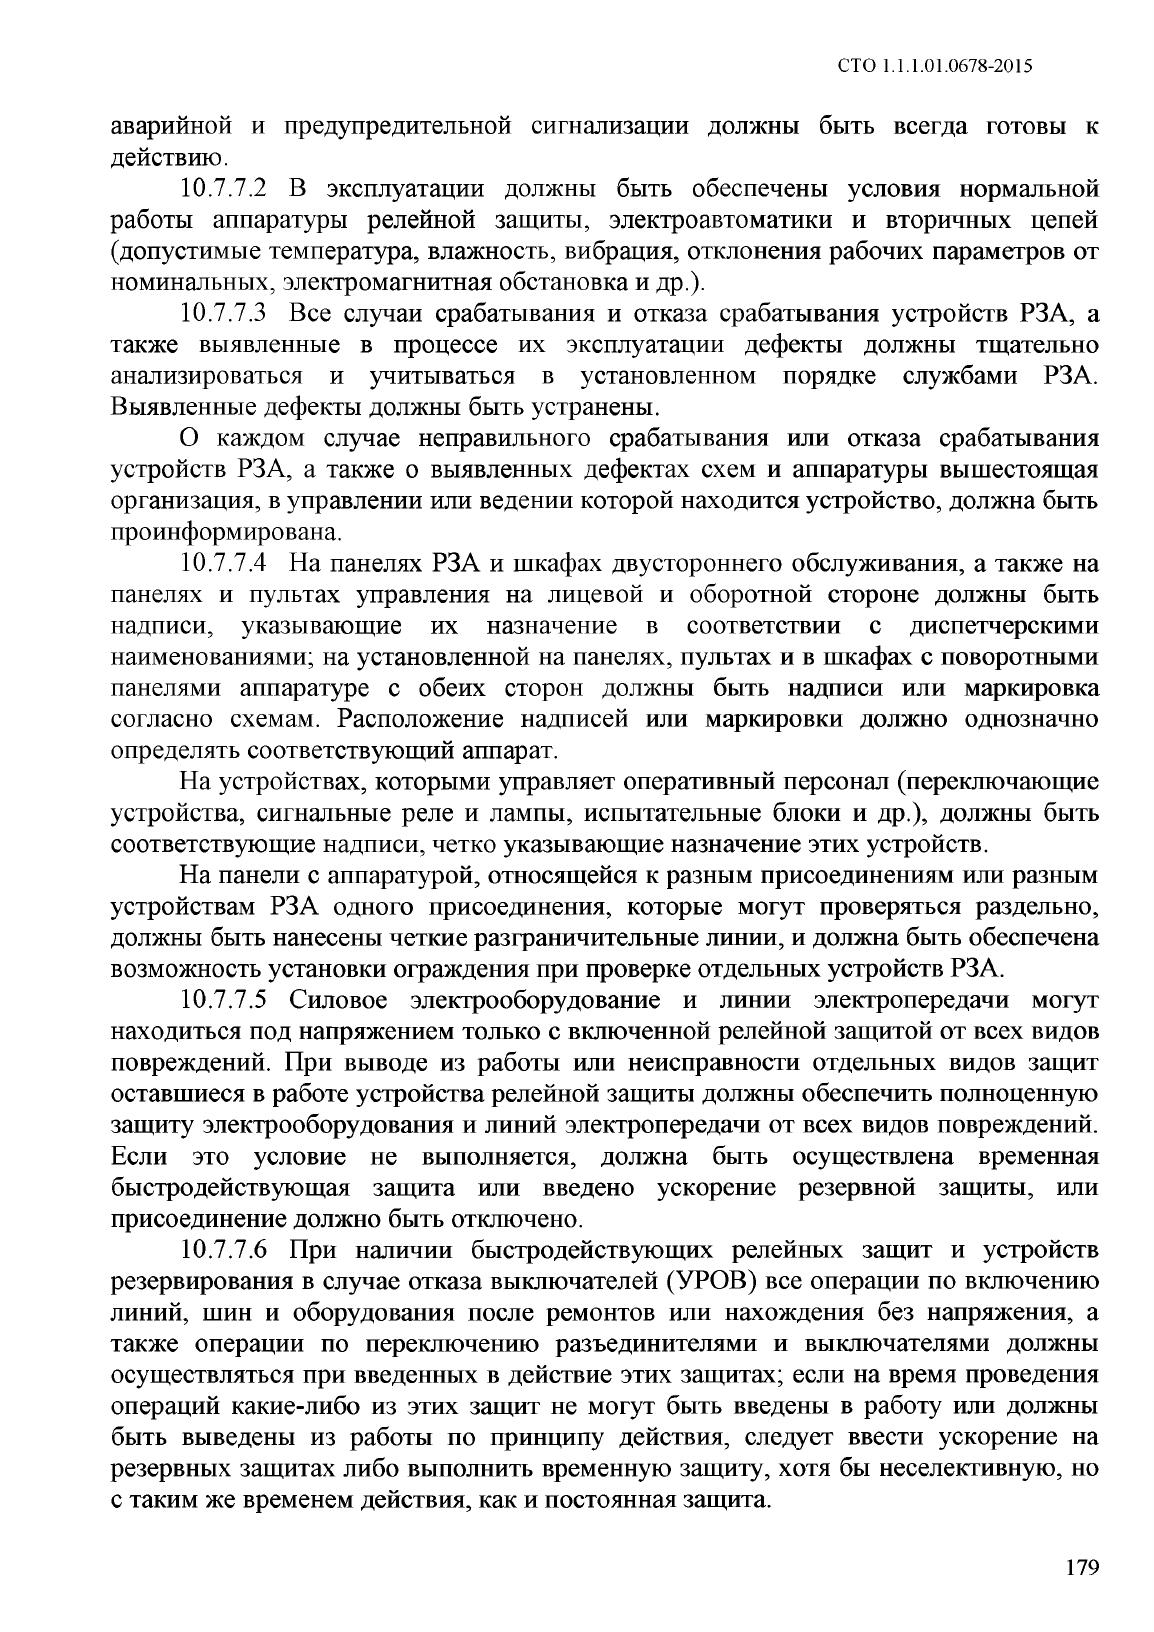 СТО 1.1.1.01.0678-2015
аварийной и предупредительной сигнализации должны быть всегда готовы к
действию.
10.7.7.2 В эксплуатации должны быть обеспечены условия нормальной
работы аппаратуры релейной защиты, электроавтоматики и вторичных цепей
(допустимые температура, влажность, вибрация, отклонения рабочих параметров от
номинальных, электромагнитная обстановка и др.).
10.7.7.3 Все случаи срабатывания и отказа срабатывания устройств РЗА, а
также выявленные в процессе их эксплуатации дефекты должны тщательно
анализироваться и учитываться в установленном порядке службами РЗА.
Выявленные дефекты должны быть устранены.
О каждом случае неправильного срабатывания или отказа срабатывания
устройств РЗА, а также о выявленных дефектах схем и аппаратуры вышестоящая
организация, в управлении или ведении которой находится устройство, должна быть
проинформирована.
10.7.7.4 На панелях РЗА и шкафах двустороннего обслуживания, а также на
панелях и пультах управления на лицевой и оборотной стороне должны быть
надписи, указывающие их назначение в соответствии с диспетчерскими
наименованиями; на установленной на панелях, пультах и в шкафах с поворотными
панелями аппаратуре с обеих сторон должны быть надписи или маркировка
согласно схемам. Расположение надписей или маркировки должно однозначно
определять соответствующий аппарат.
На устройствах, которыми управляет оперативный персонал (переключающие
устройства, сигнальные реле и лампы, испытательные блоки и др.), должны быть
соответствующие надписи, четко указывающие назначение этих устройств.
На панели с аппаратурой, относящейся к разным присоединениям или разным
устройствам РЗА одного присоединения, которые могут проверяться раздельно,
должны быть нанесены четкие разграничительные линии, и должна быть обеспечена
возможность установки ограждения при проверке отдельных устройств РЗА.
10.7.7.5 Силовое электрооборудование и линии электропередачи могут
находиться под напряжением только с включенной релейной защитой от всех видов
повреждений. При выводе из работы или неисправности отдельных видов защит
оставшиеся в работе устройства релейной защиты должны обеспечить полноценную
защиту электрооборудования и линий электропередачи от всех видов повреждений.
Если это условие не выполняется, должна быть осуществлена временная
быстродействующая защита или введено ускорение резервной защиты, или
присоединение должно быть отключено.
10.7.7.6 При наличии быстродействующих релейных защит и устройств
резервирования в случае отказа выключателей (УРОВ) все операции по включению
линий, шин и оборудования после ремонтов или нахождения без напряжения, а
также операции по переключению разъединителями и выключателями должны
осуществляться при введенных в действие этих защитах; если на время проведения
операций какие-либо из этих защит не могут быть введены в работу или должны
быть выведены из работы по принципу действия, следует ввести ускорение на
резервных защитах либо выполнить временную защиту, хотя бы неселективную, но
с таким же временем действия, как и постоянная защита.
179